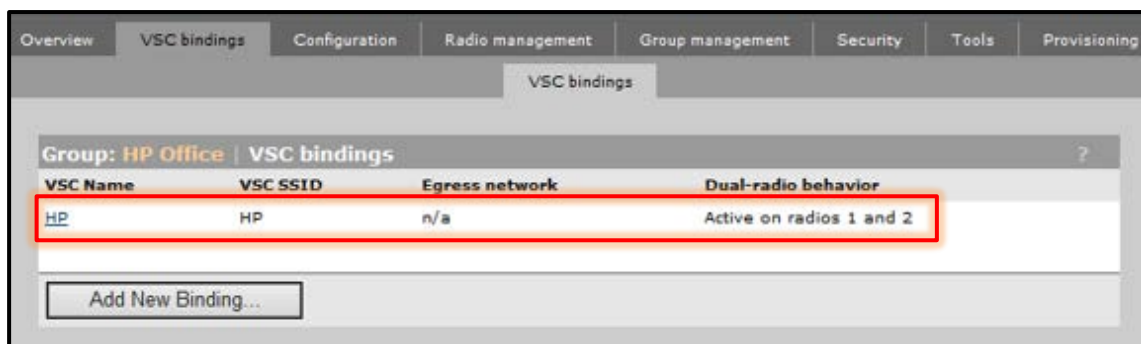 Overview VSC bindings Configuration Radio management Group management Security Tools Provisioning
VSC bindings
Group: HP Office | VSC bindings ?
VSC Name VSC SSID Egress network Dual-radio behavior
HP HP n/a Active on radios 1 and 2
Add New Binding...